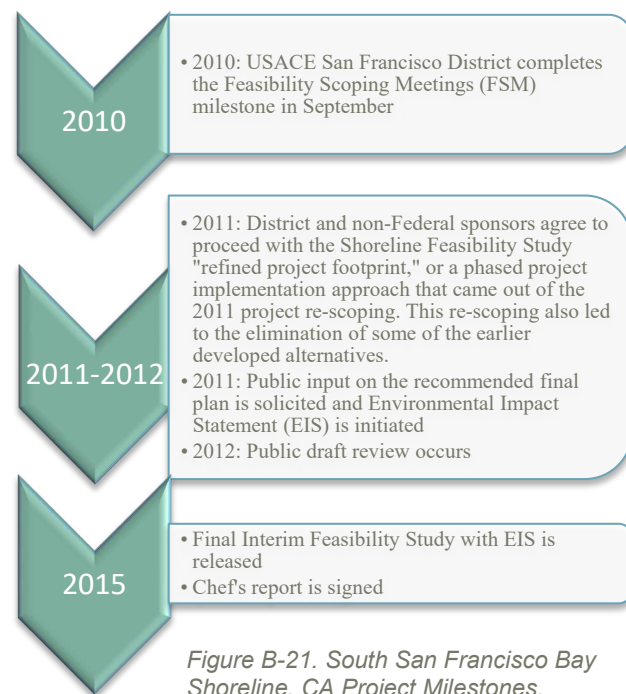 2010
• 2010: USACE San Francisco District completes
the Feasibility Scoping Meetings (FSM)
milestone in September
2011-2012
• 2011: District and non-Federal sponsors agree to
proceed with the Shoreline Feasibility Study
"refined project footprint," or a phased project
implementation approach that came out of the
2011 project re-scoping. This re-scoping also led
to the elimination of some of the earlier
developed alternatives.
• 2011: Public input on the recommended final
plan is solicited and Environmental Impact
Statement (EIS) is initiated
• 2012: Public draft review occurs
2015
• Final Interim Feasibility Study with EIS is
released
• Chef's report is signed
Figure B-21. South San Francisco Bay
Shoreline, CA Project Milestones